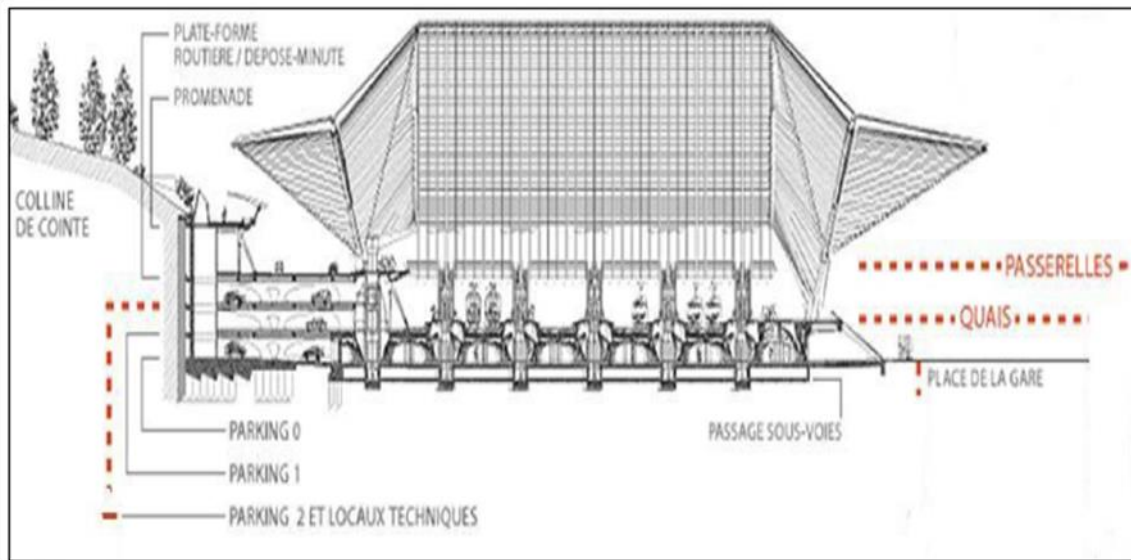 PLATE-FORME
ROUTIERE / DEPOSE-MINUTE
PROMENADE
COLLINE
DE COINTE
PASSERELLES
QUAIS
PLACE DE LA GARE
PASSAGE SOUS-VOIES
PARKING 0
PARKING 1
PARKING 2 ET LOCAUX TECHNIQUES